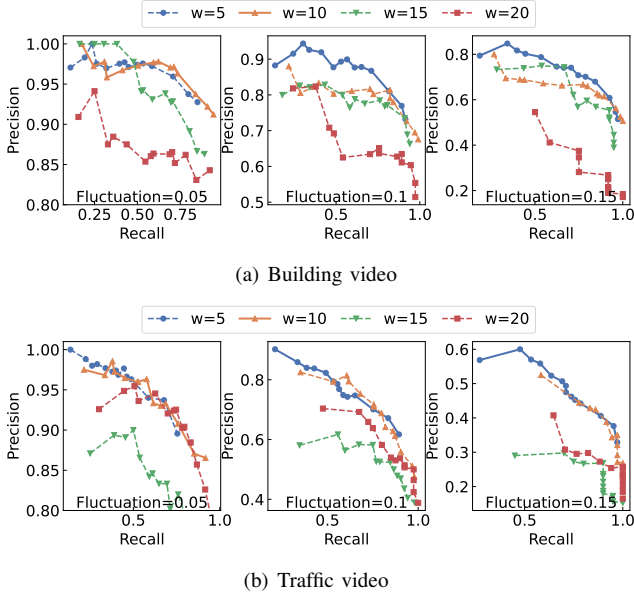 w=5 w=10 w=15 w=20
Precision
1.00
0.95
0.90
0.85
0.80
Fluctuation=0.05
0.25 0.50 0.75
Recall
Precision
0.9
0.8
0.7
0.6
0.5
Fluctuation=0.1
0.5 1.0
Recall
Precision
0.8
0.6
0.4
0.2
Fluctuation=0.15
0.5 1.0
Recall
(a) Building video
w=5 w=10 w=15 w=20
Precision
1.00
0.95
0.90
0.85
0.80
Fluctuation=0.05
0.5 1.0
Recall
Precision
0.8
0.6
0.4
Fluctuation=0.1
0.5 1.0
Recall
Precision
0.6
0.5
0.4
0.3
0.2
Fluctuation=0.15
0.5 1.0
Recall
(b) Traffic video